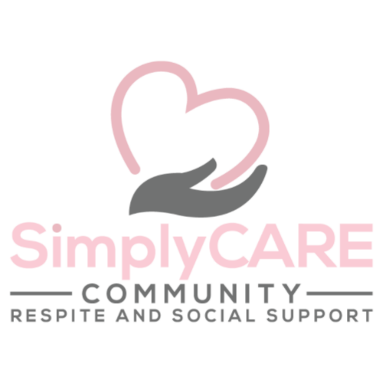 SimplyCARE
COMMUNITY
RESPITE AND SOCIAL SUPPORT